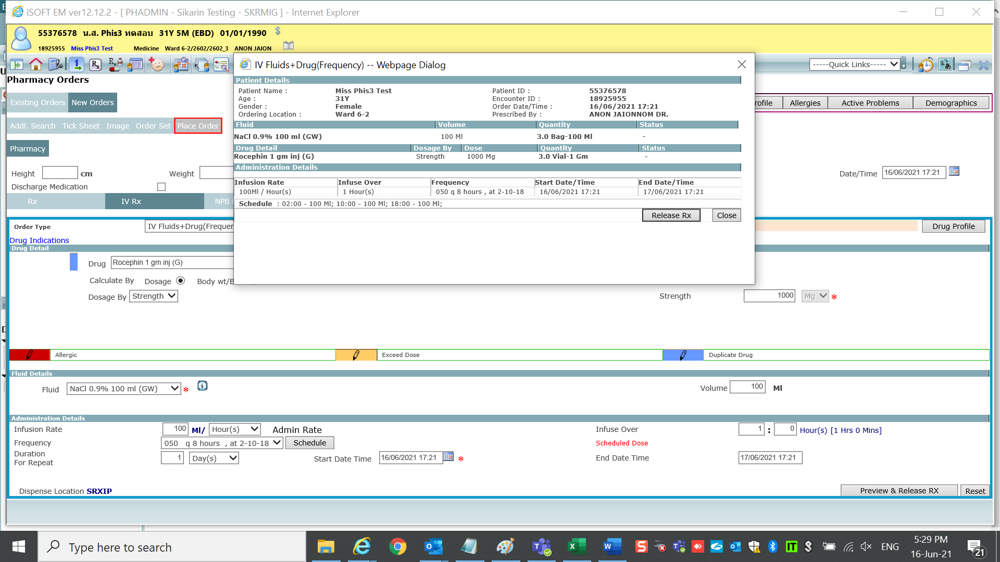 iSOFT EM ver12.12.2 - [ PHADMIN - Sikarin Testing - SKRMIG ] - Internet Explorer
55376578 น.ส. Phis3 ทดสอบ 31Y 5M (EBD) 01/01/1990 $
18925955 Miss Phis3 Test Medicine Ward 6-2/2602/2602_3 ANON JAION
-----Quick Links-----
Pharmacy Orders
Existing Orders New Orders
rofile Allergies Active Problems Demographics
Addl. Search Tick Sheet Image Order Set Place Order
Pharmacy
Height cm Weight
Date/Time 16/06/2021 17:21
Discharge Medication
Rx IV Rx NPB
IV Fluids+Drug(Frequency) -- Webpage Dialog
Patient Details
Patient Name : Miss Phis3 Test Patient ID : 55376578
Age : 31Y Encounter ID : 18925955
Gender : Female Order Date/Time : 16/06/2021 17:21
Ordering Location : Ward 6-2 Prescribed By : ANON JAIONNOM DR.
Fluid Volume Quantity Status
NaCl 0.9% 100 ml (GW) 100 Ml 3.0 Bag-100 Ml -
Drug Detail Dosage By Dose Quantity Status
Rocephin 1 gm inj (G) Strength 1000 Mg 3.0 Vial-1 Gm -
Administration Details
Infusion Rate Infuse Over Frequency Start Date/Time End Date/Time
100Ml / Hour(s) 1 Hour(s) 050 q 8 hours , at 2-10-18 16/06/2021 17:21 17/06/2021 17:21
Schedule : 02:00 - 100 Ml; 10:00 - 100 Ml; 18:00 - 100 Ml;
Release Rx Close
Order Type IV Fluids+Drug(Frequen Drug Profile
Drug Indications
Drug Detail
Drug Rocephin 1 gm inj (G)
Calculate By Dosage Body wt/B
Dosage By Strength Strength 1000 Mg *
Allergic Exceed Dose Duplicate Drug
Fluid Details
Fluid NaCl 0.9% 100 ml (GW) * Volume 100 Ml
Administration Details
Infusion Rate 100 Ml/ Hour(s) Admin Rate Infuse Over 1 : 0 Hour(s) [1 Hrs 0 Mins]
Frequency 050 q 8 hours , at 2-10-18 Schedule Scheduled Dose
Duration For Repeat 1 Day(s) Start Date Time 16/06/2021 17:21 * End Date Time 17/06/2021 17:21
Dispense Location SRXIP Preview & Release RX Reset
Type here to search
ENG 5:29 PM
16-Jun-21 21